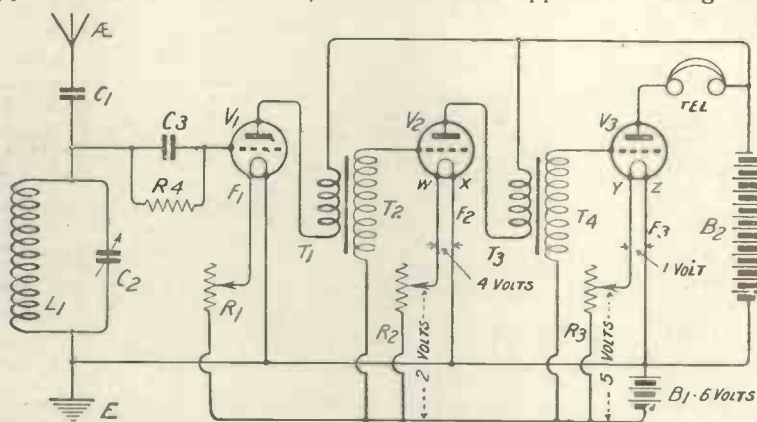 Æ
C1
C3
R4
V1
F1
T1
T2
V2
W X
F2
4 VOLTS
T3
T4
V3
Y Z
F3
1 VOLT
TEL
B2
L1
C2
R1
R2
2 VOLTS
R3
5 VOLTS
B1·6 VOLTS
E